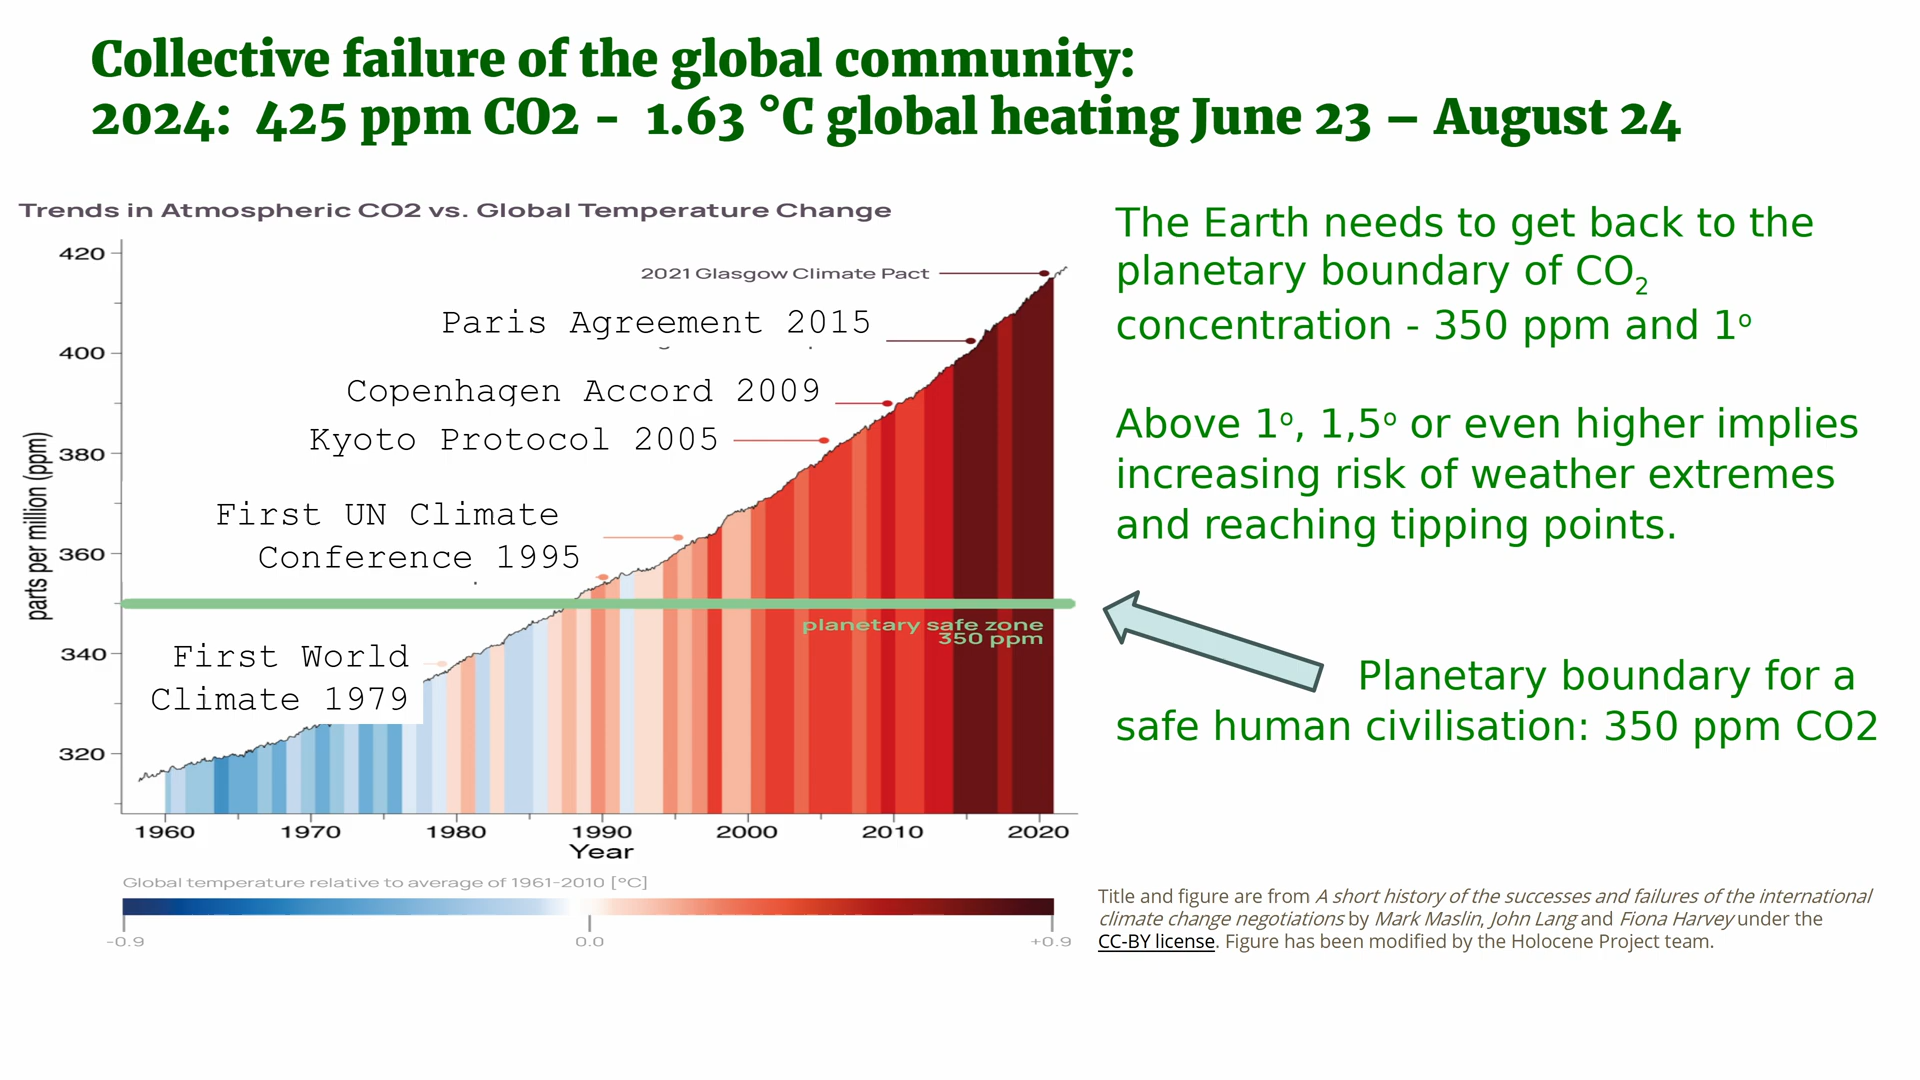 Collective failure of the global community:
2024: 425 ppm CO2 - 1.63 °C global heating June 23 – August 24
Trends in Atmospheric CO2 vs. Global Temperature Change
420
400
380
360
340
320
parts per million (ppm)
2021 Glasgow Climate Pact
Paris Agreement 2015
Copenhagen Accord 2009
Kyoto Protocol 2005
First UN Climate
Conference 1995
planetary safe zone
350 ppm
First World
Climate 1979
1960 1970 1980 1990 2000 2010 2020
Year
Global temperature relative to average of 1961-2010 [°C]
-0.9 0.0 +0.9
The Earth needs to get back to the
planetary boundary of CO₂
concentration - 350 ppm and 1º
Above 1º, 1,5º or even higher implies
increasing risk of weather extremes
and reaching tipping points.
Planetary boundary for a
safe human civilisation: 350 ppm CO2
Title and figure are from A short history of the successes and failures of the international
climate change negotiations by Mark Maslin, John Lang and Fiona Harvey under the
CC-BY license. Figure has been modified by the Holocene Project team.